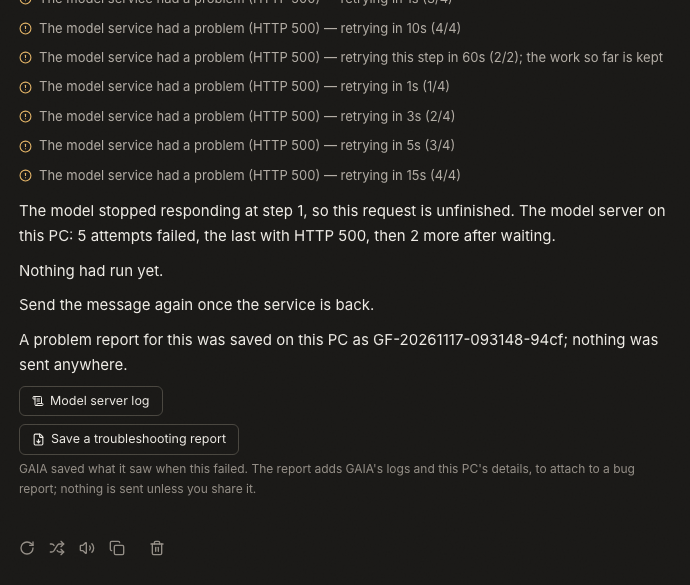 The model service had a problem (HTTP 500) — retrying in 10s (4/4)
The model service had a problem (HTTP 500) — retrying this step in 60s (2/2); the work so far is kept
The model service had a problem (HTTP 500) — retrying in 1s (1/4)
The model service had a problem (HTTP 500) — retrying in 3s (2/4)
The model service had a problem (HTTP 500) — retrying in 5s (3/4)
The model service had a problem (HTTP 500) — retrying in 15s (4/4)
The model stopped responding at step 1, so this request is unfinished. The model server on
this PC: 5 attempts failed, the last with HTTP 500, then 2 more after waiting.
Nothing had run yet.
Send the message again once the service is back.
A problem report for this was saved on this PC as GF-20261117-093148-94cf; nothing was
sent anywhere.
Model server log
Save a troubleshooting report
GAIA saved what it saw when this failed. The report adds GAIA's logs and this PC's details, to attach to a bug
report; nothing is sent unless you share it.